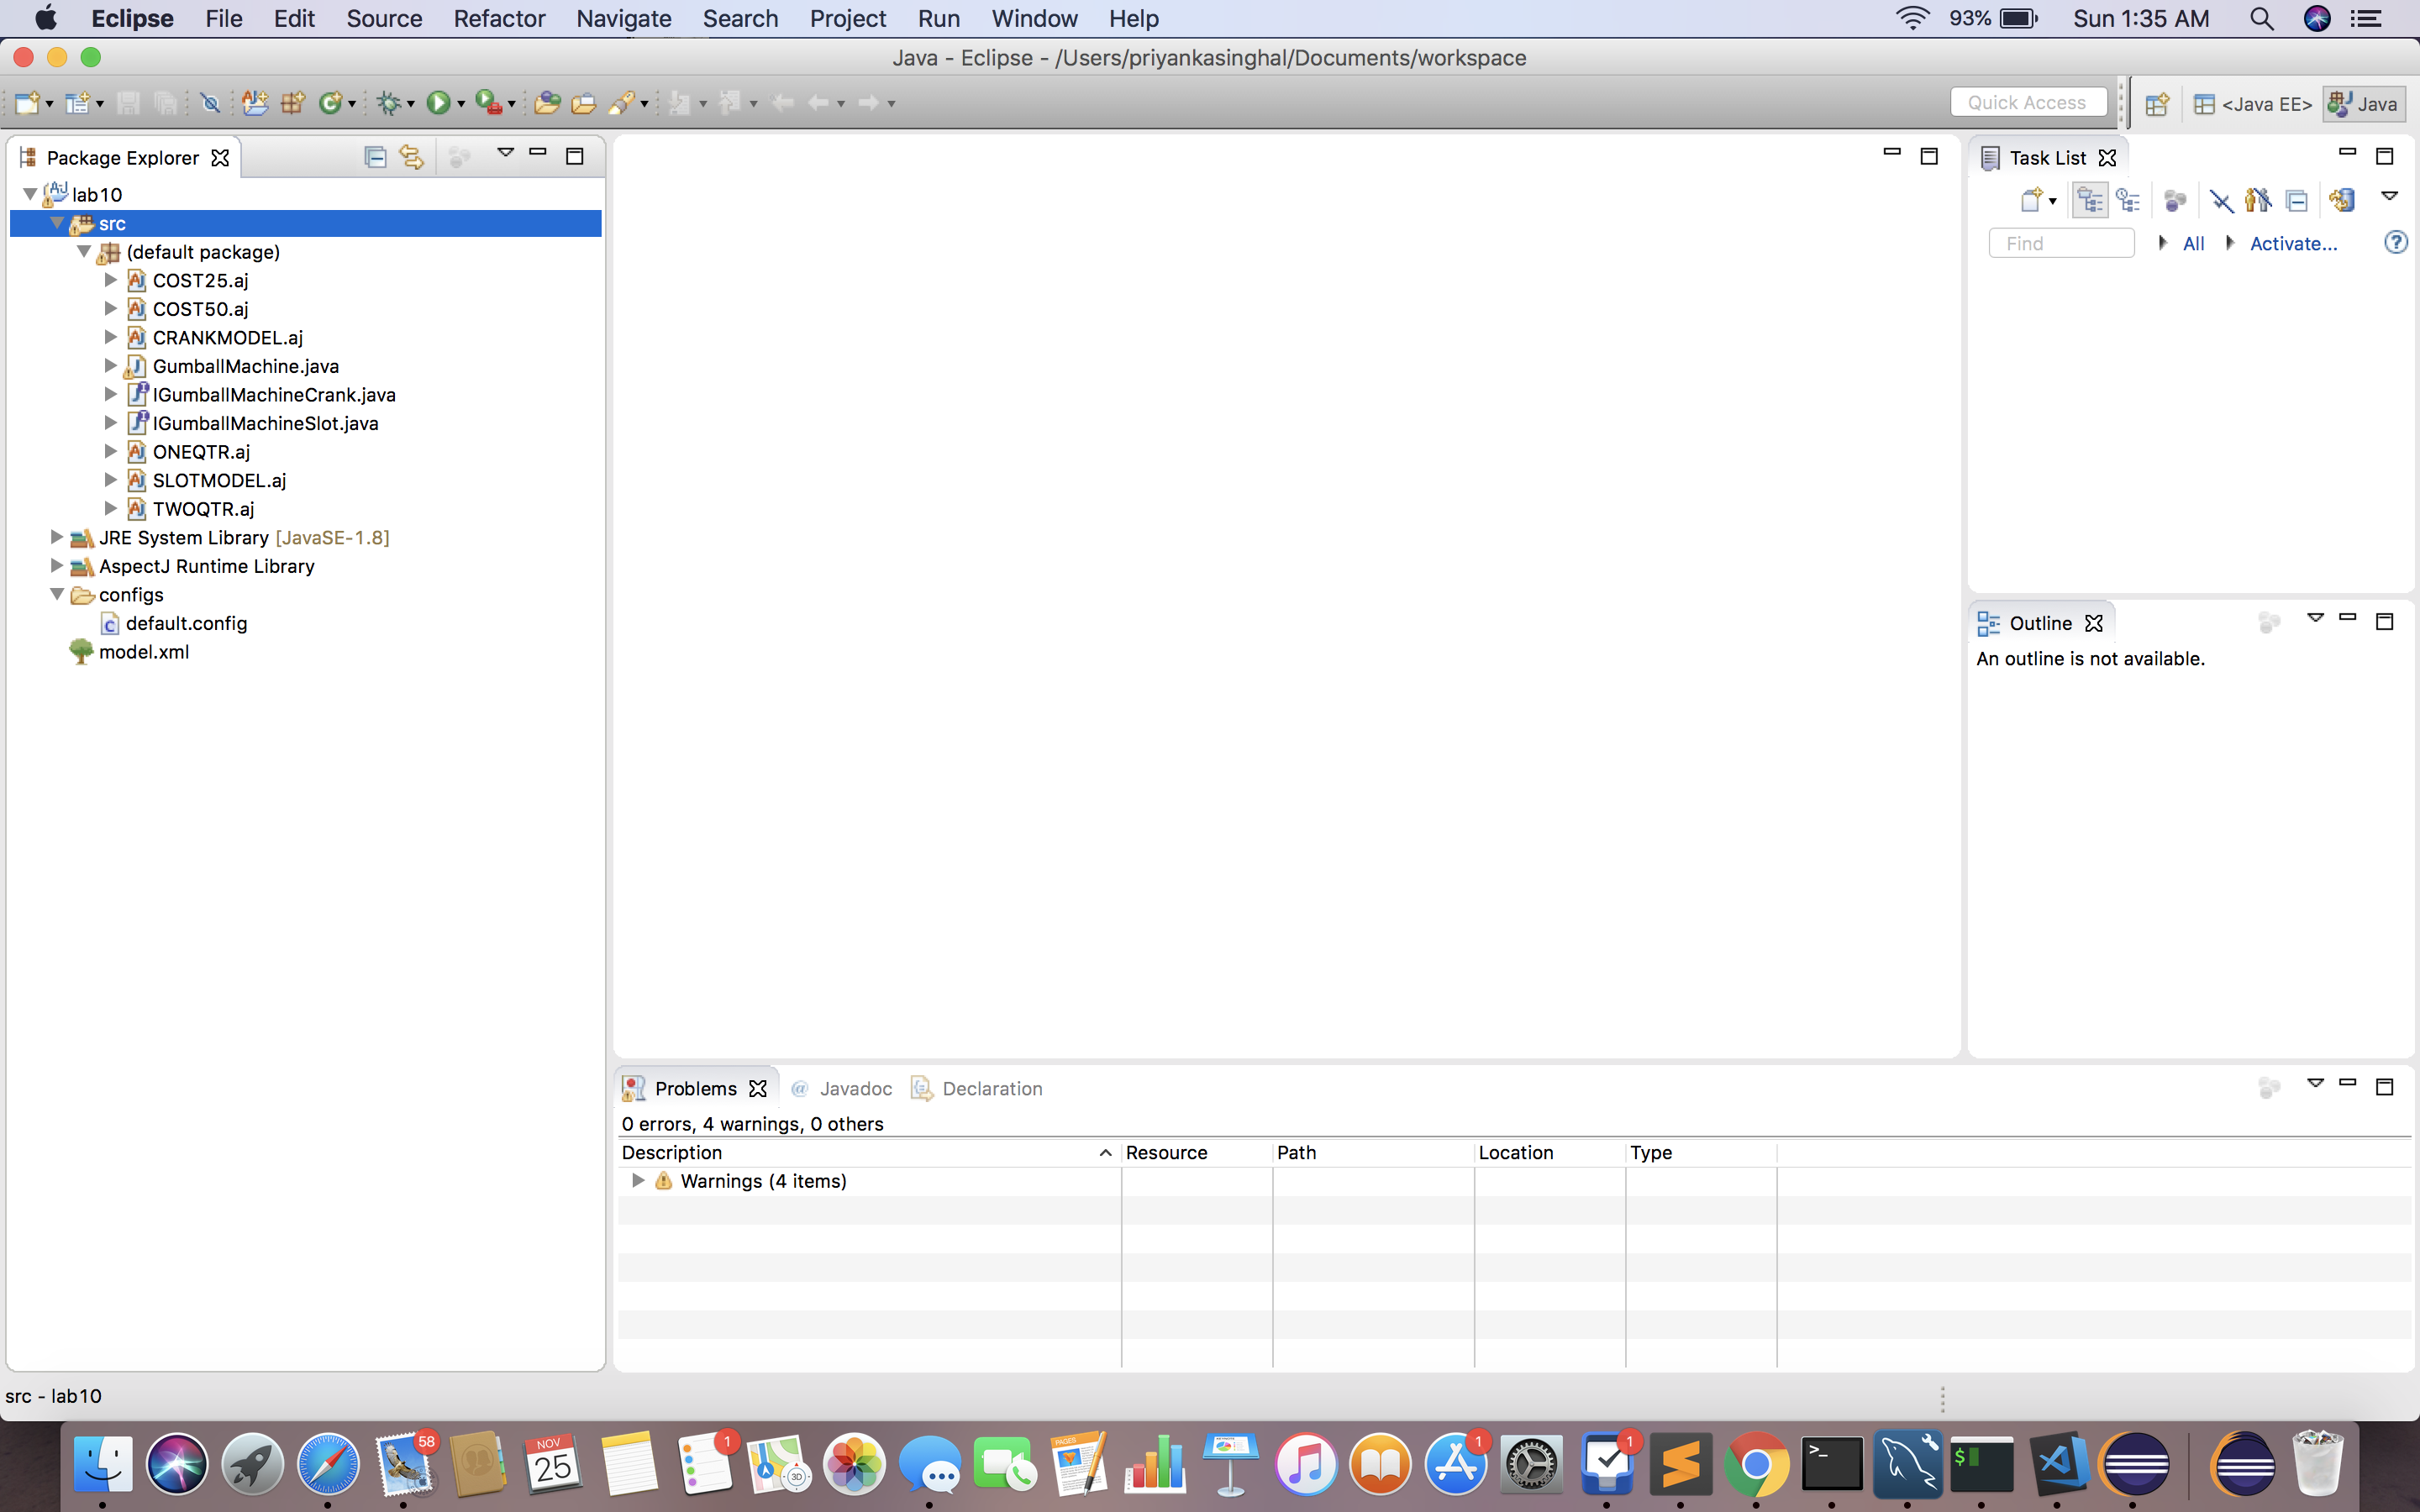 Eclipse File Edit Source Refactor Navigate Search Project Run Window Help 93% Sun 1:35 AM
Java - Eclipse - /Users/priyankasinghal/Documents/workspace
Quick Access <Java EE> Java
Package Explorer
lab10
src
(default package)
COST25.aj
COST50.aj
CRANKMODEL.aj
GumballMachine.java
IGumballMachineCrank.java
IGumballMachineSlot.java
ONEQTR.aj
SLOTMODEL.aj
TWOQTR.aj
JRE System Library [JavaSE-1.8]
AspectJ Runtime Library
configs
default.config
model.xml
Task List
Find All Activate...
Outline
An outline is not available.
Problems @ Javadoc Declaration
0 errors, 4 warnings, 0 others
Description Resource Path Location Type
Warnings (4 items)
src - lab10
58
NOV
25
1
3D
PAGES
1
1
>_
$